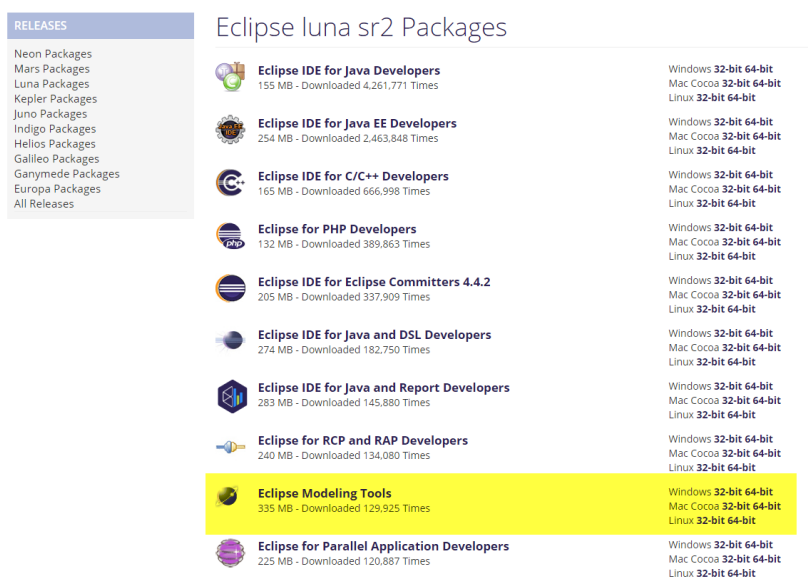 RELEASES
Neon Packages
Mars Packages
Luna Packages
Kepler Packages
Juno Packages
Indigo Packages
Helios Packages
Galileo Packages
Ganymede Packages
Europa Packages
All Releases
Eclipse luna sr2 Packages
Eclipse IDE for Java Developers
155 MB - Downloaded 4,261,771 Times
Windows 32-bit 64-bit
Mac Cocoa 32-bit 64-bit
Linux 32-bit 64-bit
JAVA EE
IDE
Eclipse IDE for Java EE Developers
254 MB - Downloaded 2,463,848 Times
Windows 32-bit 64-bit
Mac Cocoa 32-bit 64-bit
Linux 32-bit 64-bit
C++
Eclipse IDE for C/C++ Developers
165 MB - Downloaded 666,998 Times
Windows 32-bit 64-bit
Mac Cocoa 32-bit 64-bit
Linux 32-bit 64-bit
php
Eclipse for PHP Developers
132 MB - Downloaded 389,863 Times
Windows 32-bit 64-bit
Mac Cocoa 32-bit 64-bit
Linux 32-bit 64-bit
Eclipse IDE for Eclipse Committers 4.4.2
205 MB - Downloaded 337,909 Times
Windows 32-bit 64-bit
Mac Cocoa 32-bit 64-bit
Linux 32-bit 64-bit
Eclipse IDE for Java and DSL Developers
274 MB - Downloaded 182,750 Times
Windows 32-bit 64-bit
Mac Cocoa 32-bit 64-bit
Linux 32-bit 64-bit
Eclipse IDE for Java and Report Developers
283 MB - Downloaded 145,880 Times
Windows 32-bit 64-bit
Mac Cocoa 32-bit 64-bit
Linux 32-bit 64-bit
Eclipse for RCP and RAP Developers
240 MB - Downloaded 134,080 Times
Windows 32-bit 64-bit
Mac Cocoa 32-bit 64-bit
Linux 32-bit 64-bit
Eclipse Modeling Tools
335 MB - Downloaded 129,925 Times
Windows 32-bit 64-bit
Mac Cocoa 32-bit 64-bit
Linux 32-bit 64-bit
Eclipse for Parallel Application Developers
225 MB - Downloaded 120,887 Times
Windows 32-bit 64-bit
Mac Cocoa 32-bit 64-bit
Linux 32-bit 64-bit